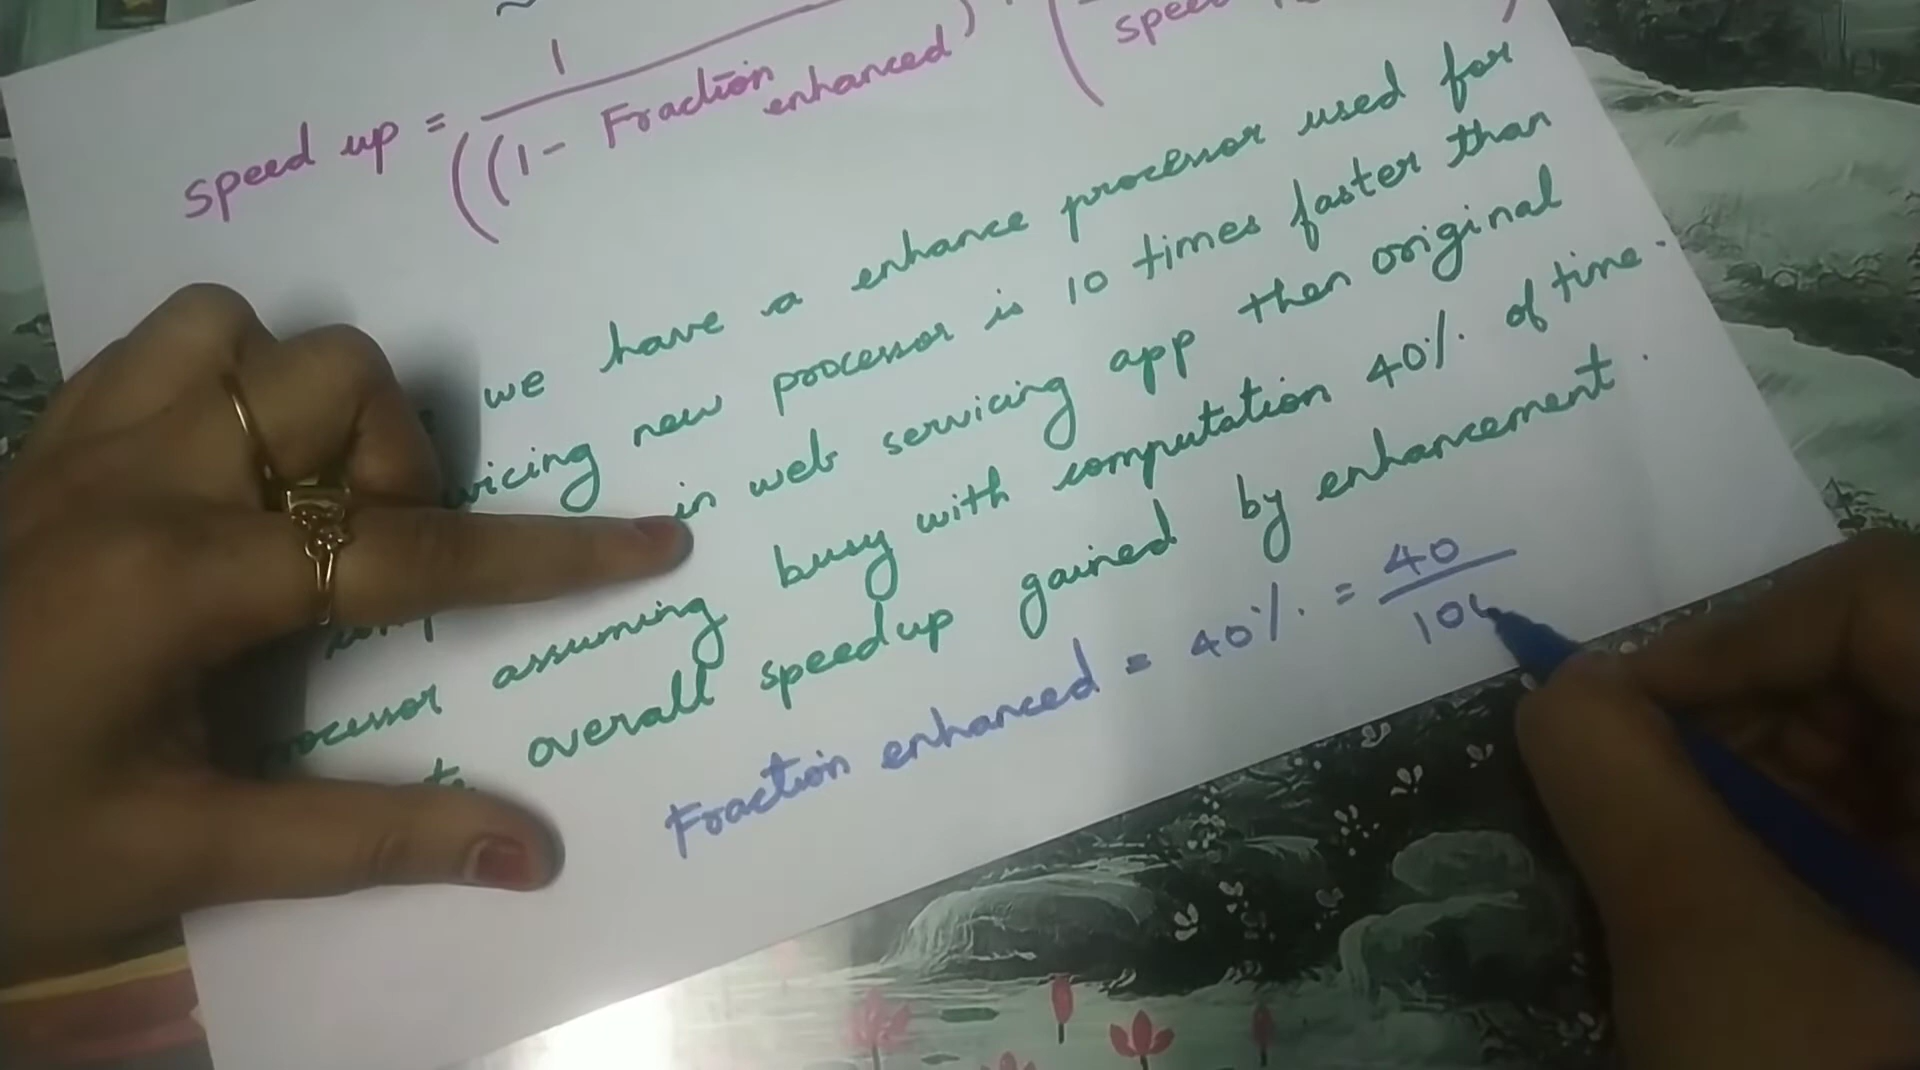 speed up = 1
((1 - Fraction enhanced)
speed
we have a enhance processor used for
vicing new processor is 10 times faster than
in web servicing app then original
processor assuming busy with computation 40% of time.
overall speedup gained by enhancement.
Fraction enhanced = 40% = 40
100